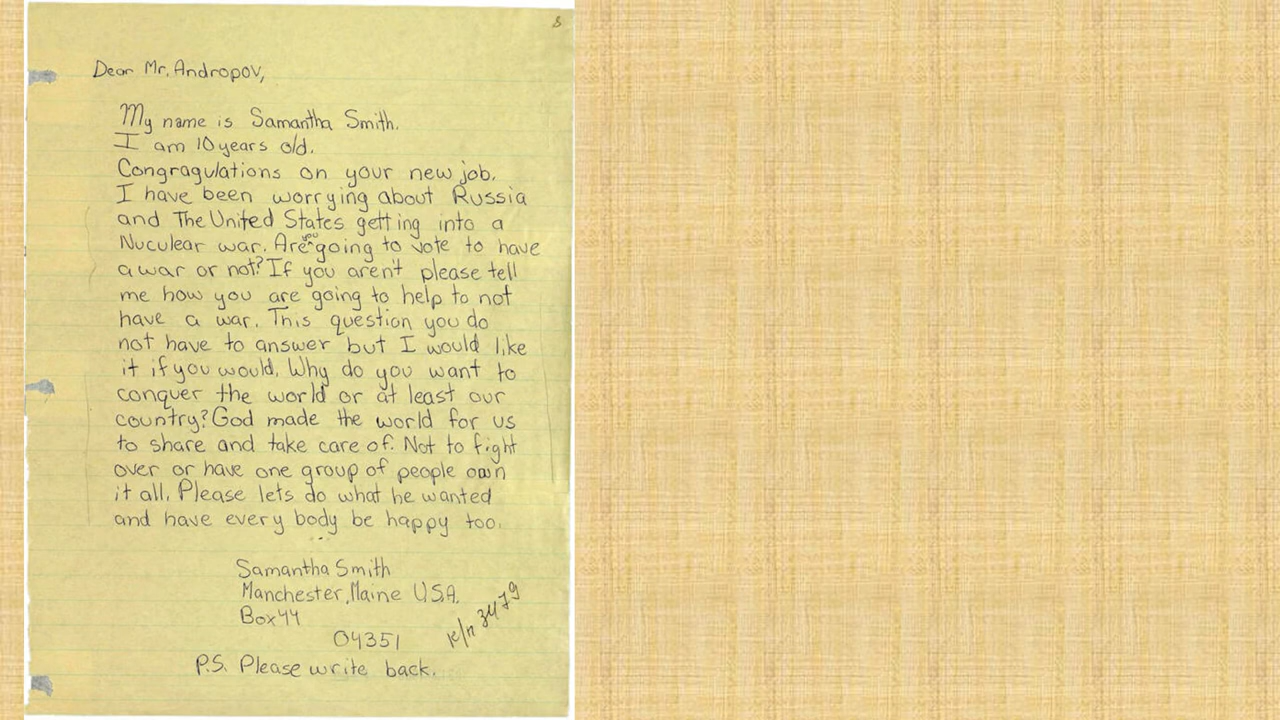 8
Dear Mr. Andropov,
My name is Samantha Smith.
I am 10 years old.
Congragulations on your new job.
I have been worrying about Russia
and The United States getting into a
Nuculear war. Are you going to vote to have
a war or not? If you aren't please tell
me how you are going to help to not
have a war. This question you do
not have to answer but I would like
it if you would. Why do you want to
conquer the world or at least our
country? God made the world for us
to share and take care of. Not to fight
over or have one group of people own
it all. Please lets do what he wanted
and have every body be happy too.
Samantha Smith
Manchester, Maine U.S.A.
Box 44
04351
к/п 3479
P.S. Please write back.